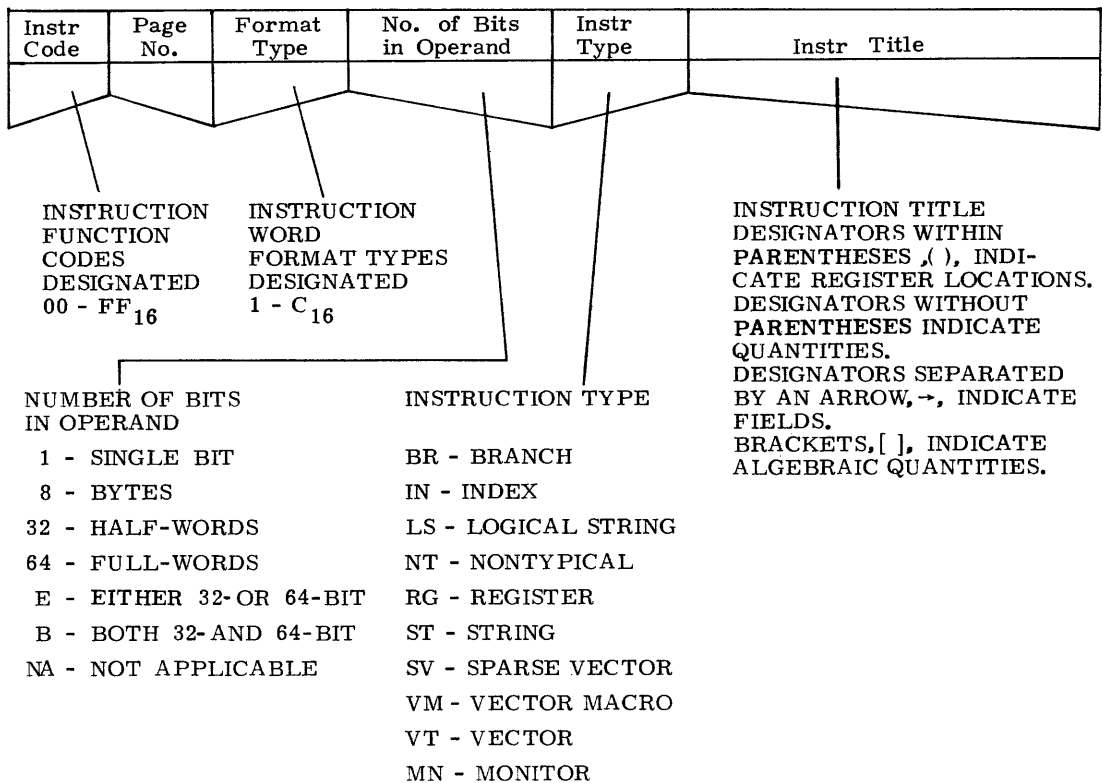 Instr Code
Page No.
Format Type
No. of Bits in Operand
Instr Type
Instr Title
INSTRUCTION
FUNCTION
CODES
DESIGNATED
00 - FF16
INSTRUCTION
WORD
FORMAT TYPES
DESIGNATED
1 - C16
INSTRUCTION TITLE
DESIGNATORS WITHIN
PARENTHESES ,( ), INDI-
CATE REGISTER LOCATIONS.
DESIGNATORS WITHOUT
PARENTHESES INDICATE
QUANTITIES.
DESIGNATORS SEPARATED
BY AN ARROW,→, INDICATE
FIELDS.
BRACKETS,[ ], INDICATE
ALGEBRAIC QUANTITIES.
NUMBER OF BITS
IN OPERAND
1 - SINGLE BIT
8 - BYTES
32 - HALF-WORDS
64 - FULL-WORDS
E - EITHER 32-OR 64-BIT
B - BOTH 32-AND 64-BIT
NA - NOT APPLICABLE
INSTRUCTION TYPE
BR - BRANCH
IN - INDEX
LS - LOGICAL STRING
NT - NONTYPICAL
RG - REGISTER
ST - STRING
SV - SPARSE VECTOR
VM - VECTOR MACRO
VT - VECTOR
MN - MONITOR